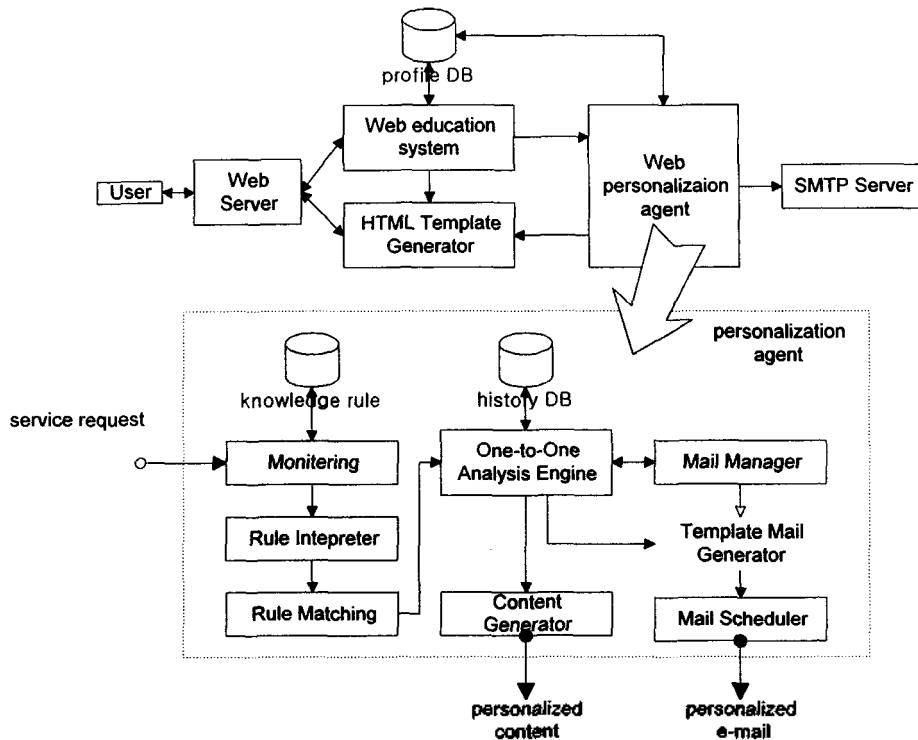 profile DB
Web education
system
Web
personalizaion
agent
User
Web
Server
SMTP Server
HTML Template
Generator
personalization
agent
knowledge rule
history DB
service request
Monitering
One-to-One
Analysis Engine
Mail Manager
Rule Intepreter
Template Mail
Generator
Rule Matching
Content
Generator
Mail Scheduler
personalized
content
personalized
e-mail